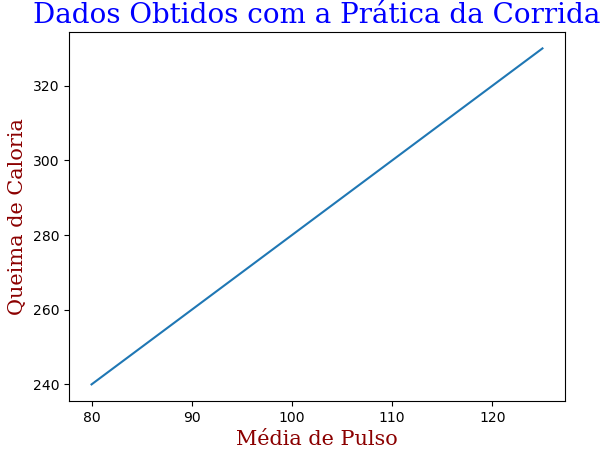 Dados Obtidos com a Prática da Corrida
Queima de Caloria
320
300
280
260
240
80 90 100 110 120
Média de Pulso